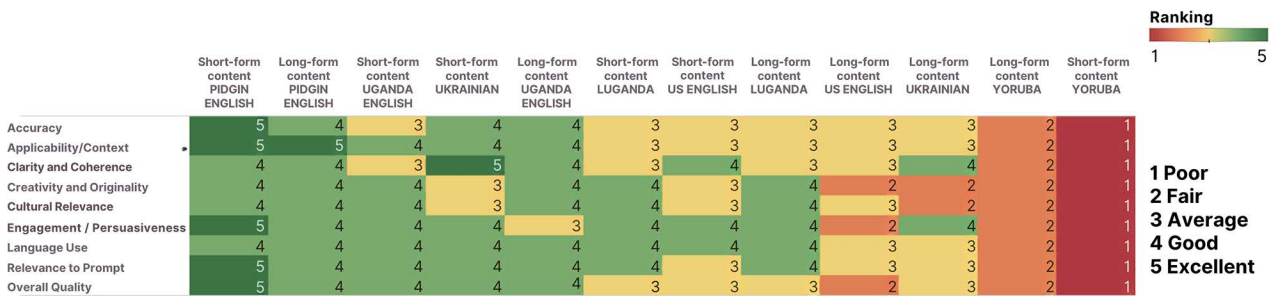 Ranking
1 5
Short-form content PIDGIN ENGLISH
Long-form content PIDGIN ENGLISH
Short-form content UGANDA ENGLISH
Short-form content UKRAINIAN
Long-form content UGANDA ENGLISH
Short-form content LUGANDA
Short-form content US ENGLISH
Long-form content LUGANDA
Long-form content US ENGLISH
Long-form content UKRAINIAN
Long-form content YORUBA
Short-form content YORUBA
Accuracy 5 4 3 4 4 3 3 3 3 3 2 1
Applicability/Context 5 5 4 4 4 3 3 3 3 3 2 1
Clarity and Coherence 4 4 3 5 4 3 4 3 3 4 2 1
Creativity and Originality 4 4 4 3 4 4 3 4 2 2 2 1
Cultural Relevance 4 4 4 3 4 4 3 4 3 2 2 1
Engagement / Persuasiveness 5 4 4 4 3 4 4 4 2 4 2 1
Language Use 4 4 4 4 4 4 4 4 3 3 2 1
Relevance to Prompt 5 4 4 4 4 4 3 4 3 3 2 1
Overall Quality 5 4 4 4 4 3 3 3 2 3 2 1
1 Poor
2 Fair
3 Average
4 Good
5 Excellent